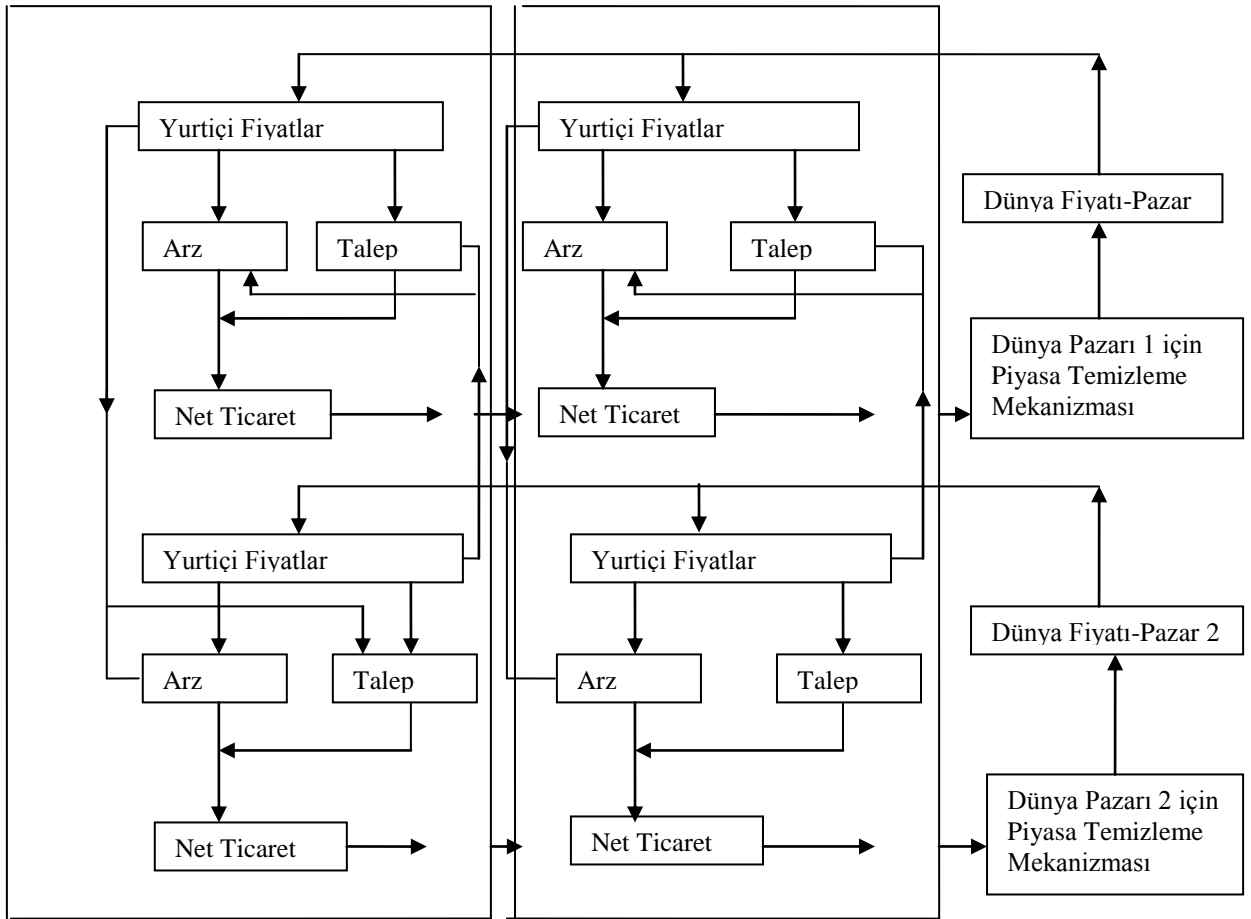 Yurtiçi Fiyatlar
Yurtiçi Fiyatlar
Dünya Fiyatı-Pazar
Arz
Talep
Arz
Talep
Dünya Pazarı 1 için
Piyasa Temizleme
Mekanizması
Net Ticaret
Net Ticaret
Yurtiçi Fiyatlar
Yurtiçi Fiyatlar
Dünya Fiyatı-Pazar 2
Arz
Talep
Arz
Talep
Dünya Pazarı 2 için
Piyasa Temizleme
Mekanizması
Net Ticaret
Net Ticaret